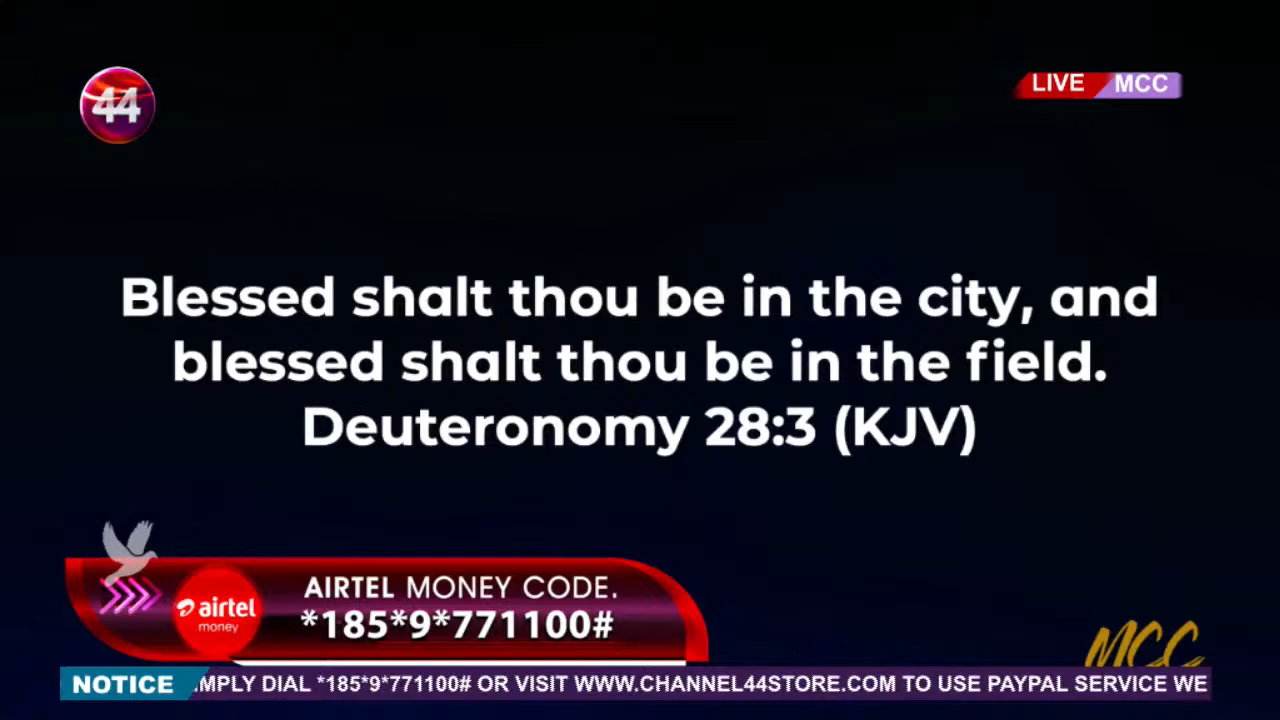 44
LIVE MCC
Blessed shalt thou be in the city, and
blessed shalt thou be in the field.
Deuteronomy 28:3 (KJV)
airtel
money
AIRTEL MONEY CODE.
*185*9*771100#
MCC
NOTICE
MPLY DIAL *185*9*771100# OR VISIT WWW.CHANNEL44STORE.COM TO USE PAYPAL SERVICE WE